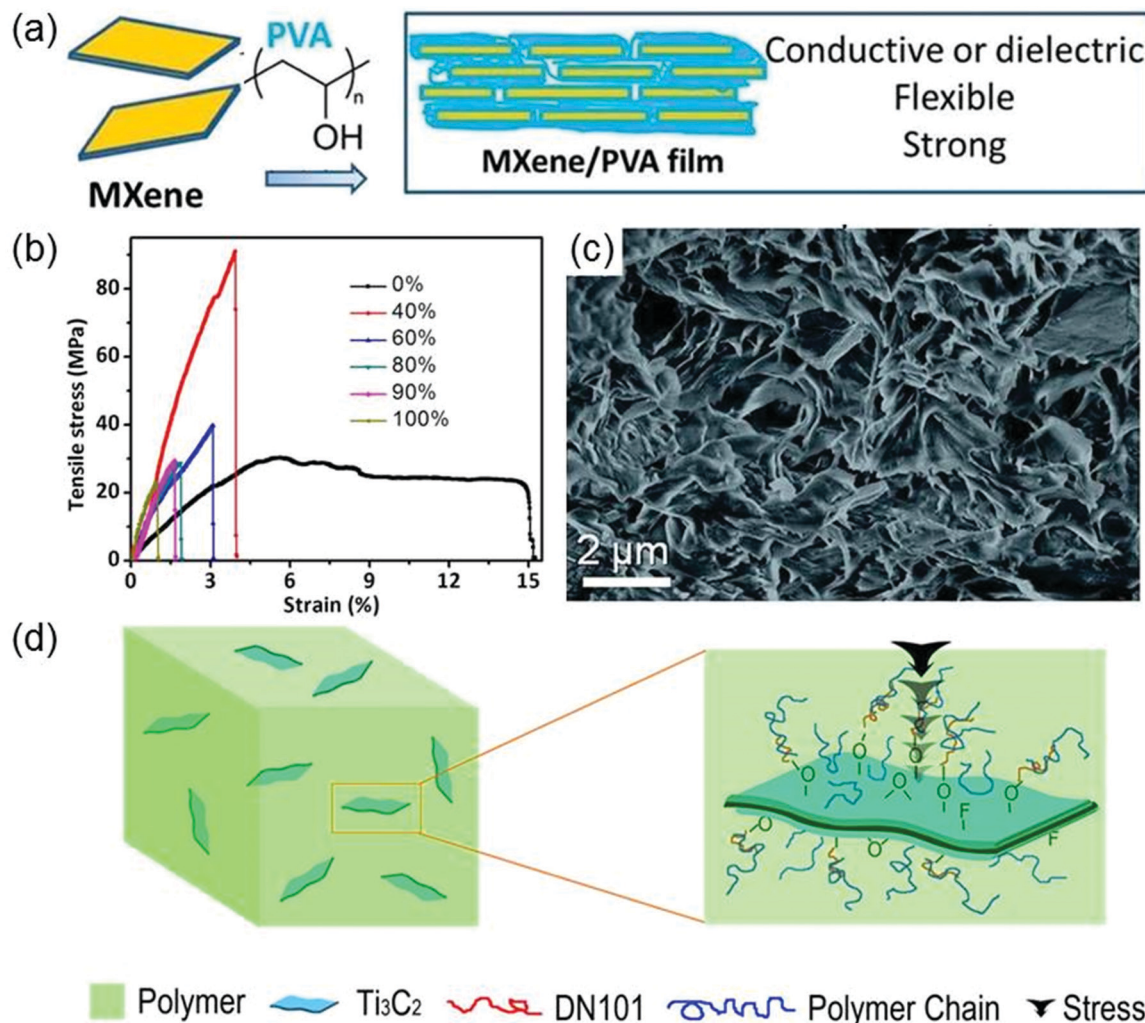 (a)
PVA
n
OH
MXene
MXene/PVA film
Conductive or dielectric
Flexible
Strong
(b)
80
60
40
20
0
Tensile stress (MPa)
0%
40%
60%
80%
90%
100%
0 3 6 9 12 15
Strain (%)
(c)
2 μm
(d)
O
O
O
O
O
O
F
O
O
F
Polymer Ti₃C₂ DN101 Polymer Chain Stress